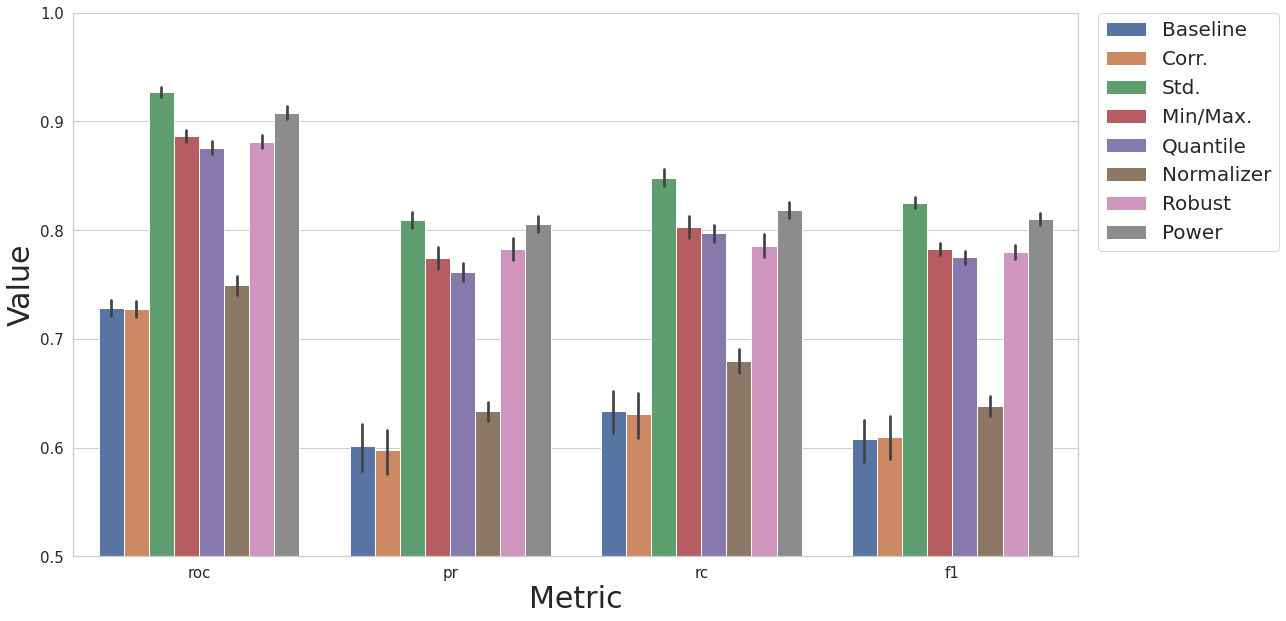 1.0
0.9
0.8
0.7
0.6
0.5
Value
roc
pr
rc
f1
Metric
Baseline
Corr.
Std.
Min/Max.
Quantile
Normalizer
Robust
Power